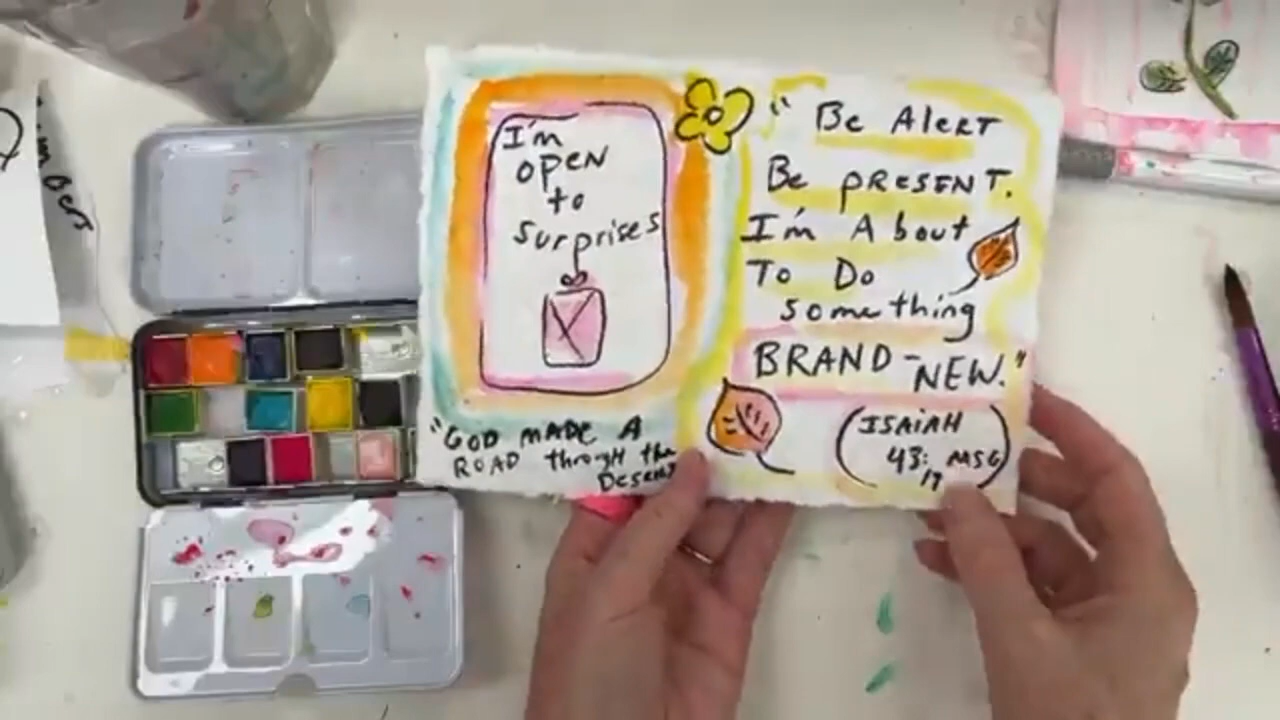 I'm
open
to
surprises
"GOD MADE A
ROAD through the
Desert
"Be Alert
Be PRESENT.
I'm About
To Do
something
BRAND-NEW."
(ISAIAH
43: MSG)
19